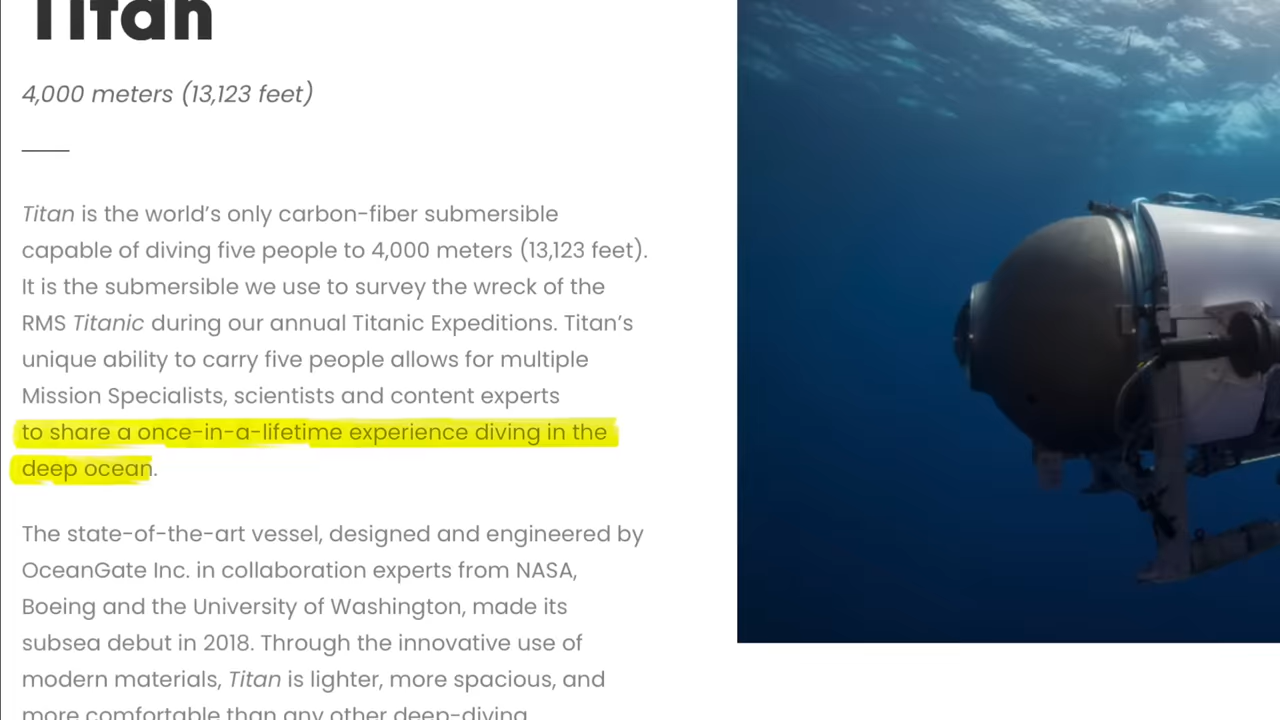 Titan
4,000 meters (13,123 feet)
Titan is the world’s only carbon-fiber submersible
capable of diving five people to 4,000 meters (13,123 feet).
It is the submersible we use to survey the wreck of the
RMS Titanic during our annual Titanic Expeditions. Titan’s
unique ability to carry five people allows for multiple
Mission Specialists, scientists and content experts
to share a once-in-a-lifetime experience diving in the
deep ocean.
The state-of-the-art vessel, designed and engineered by
OceanGate Inc. in collaboration experts from NASA,
Boeing and the University of Washington, made its
subsea debut in 2018. Through the innovative use of
modern materials, Titan is lighter, more spacious, and
more comfortable than any other deep-diving